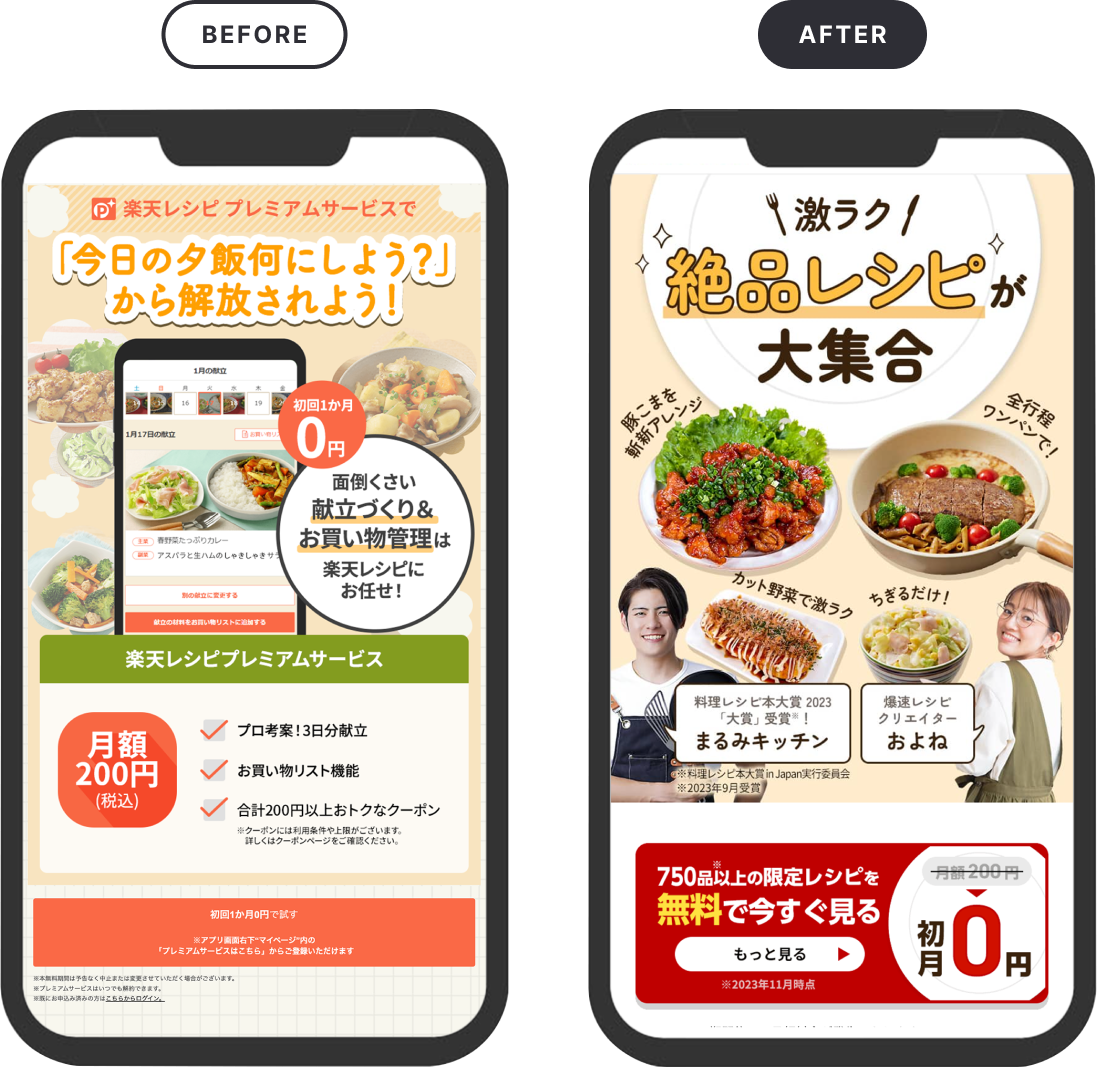 BEFORE
楽天レシピ プレミアムサービスで
「今日の夕飯何にしよう?」
から解放されよう!
1月の献立
土 日 月 火 水 木 金
16
19
1月17日の献立
お買い物リス
初回1か月
0円
面倒くさい
献立づくり&
お買い物管理は
楽天レシピに
お任せ!
主菜 春野菜たっぷりカレー
副菜 アスパラと生ハムのしゃきしゃきサラ
別の献立に変更する
献立の材料をお買い物リストに追加する
楽天レシピプレミアムサービス
月額
200円
(税込)
プロ考案!3日分献立
お買い物リスト機能
合計200円以上おトクなクーポン
※クーポンには利用条件や上限がございます。
詳しくはクーポンページをご確認ください。
初回1か月0円で試す
※アプリ画面右下"マイページ"内の
「プレミアムサービスはこちら」からご登録いただけます
※本無料期間は予告なく中止または変更させていただく場合がございます。
※プレミアムサービスはいつでも解約できます。
※既にお申込み済みの方はこちらからログイン。
AFTER
激ラク
絶品レシピが
大集合
豚こまを
斬新アレンジ
全行程
ワンパンで!
カット野菜で激ラク
ちぎるだけ!
料理レシピ本大賞 2023
「大賞」受賞※!
まるみキッチン
爆速レシピ
クリエイター
およね
※料理レシピ本大賞 in Japan実行委員会
※2023年9月受賞
750品※以上の限定レシピを
無料で今すぐ見る
もっと見る
※2023年11月時点
月額200円
初月0円